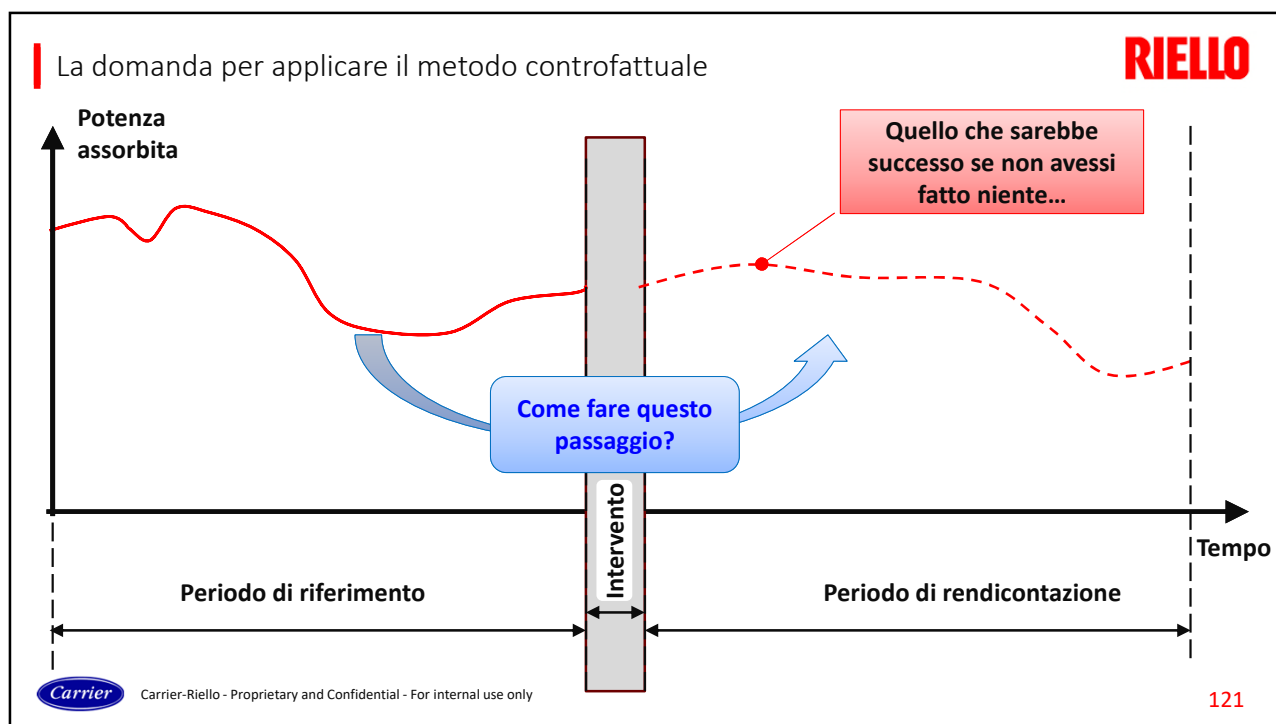 La domanda per applicare il metodo controfattuale
RIELLO
Potenza
assorbita
Quello che sarebbe
successo se non avessi
fatto niente…
Come fare questo
passaggio?
Intervento
Tempo
Periodo di riferimento
Periodo di rendicontazione
Carrier
Carrier-Riello - Proprietary and Confidential - For internal use only
121